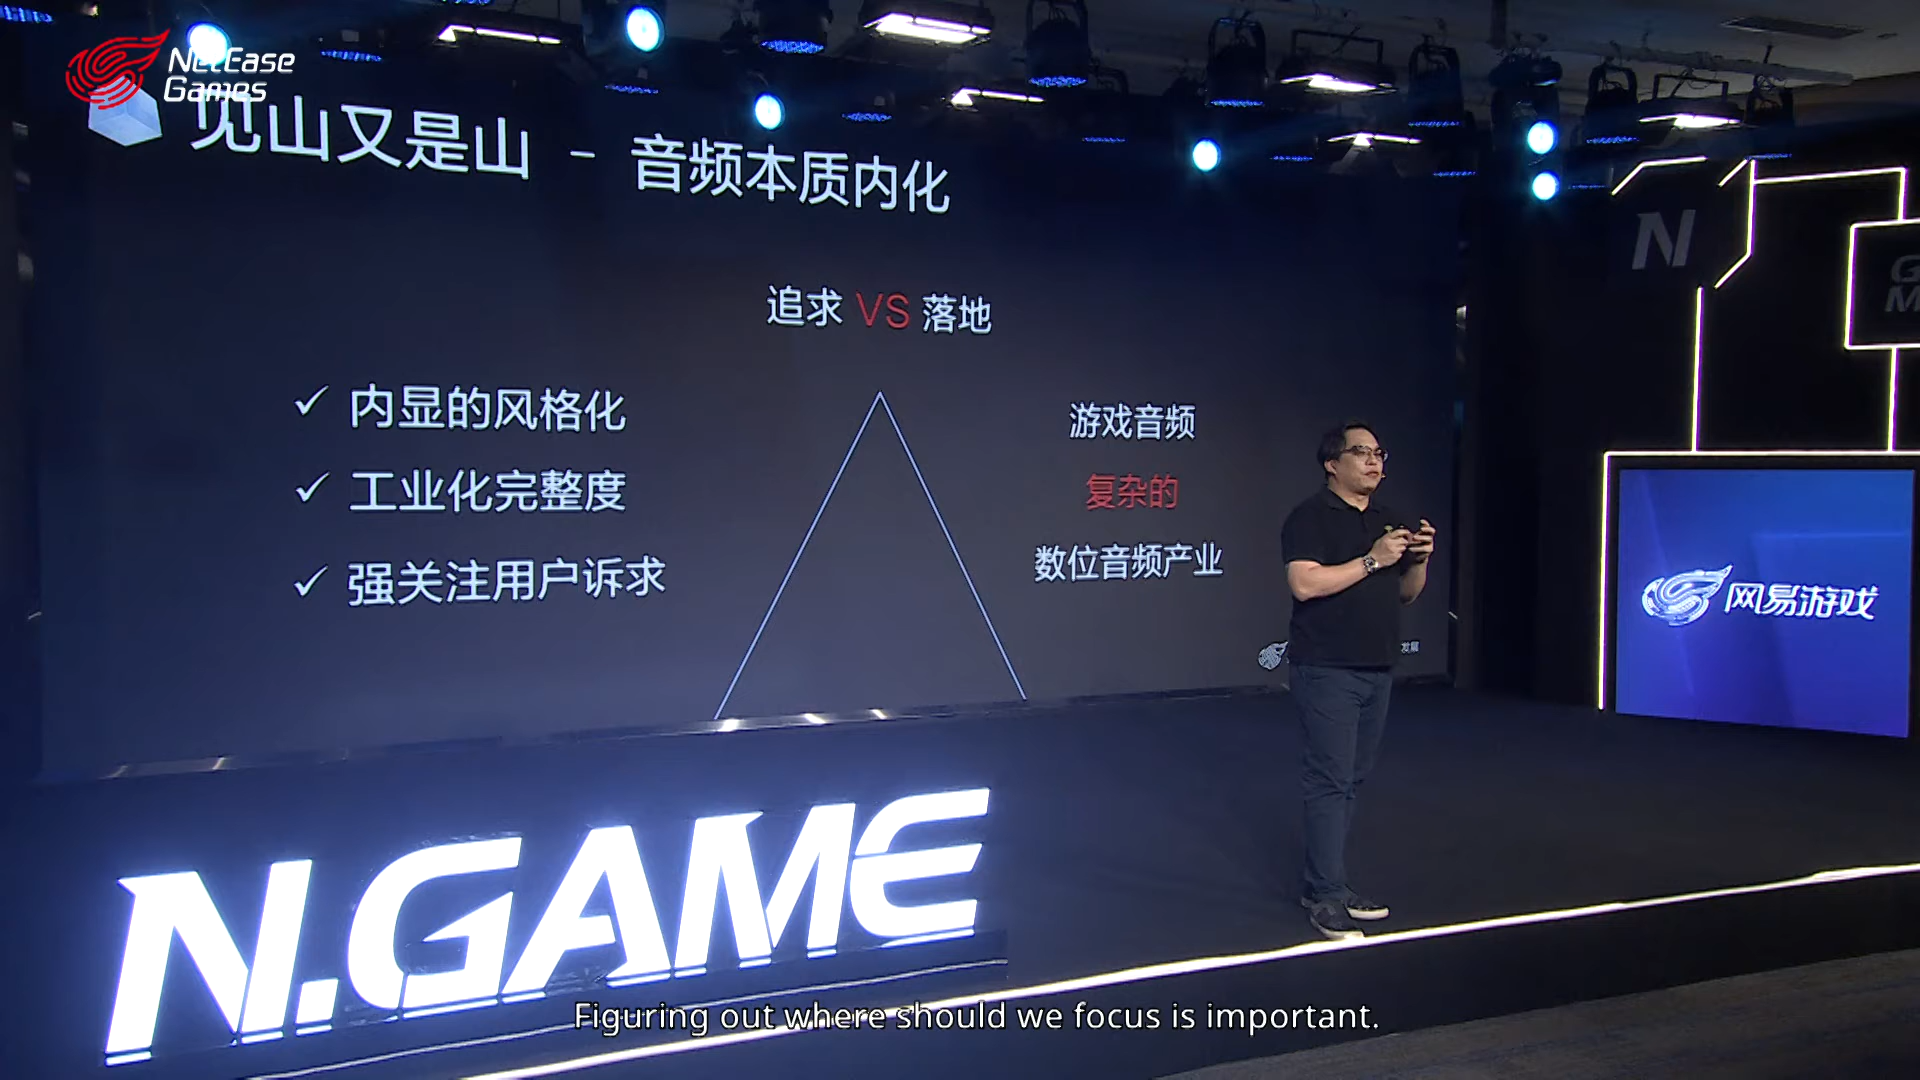 NetEase
Games
见山又是山 - 音频本质内化
追求 VS 落地
✓ 内显的风格化
✓ 工业化完整度
✓ 强关注用户诉求
游戏音频
复杂的
数位音频产业
发展
N
G
M
网易游戏
N.GAME
Figuring out where should we focus is important.